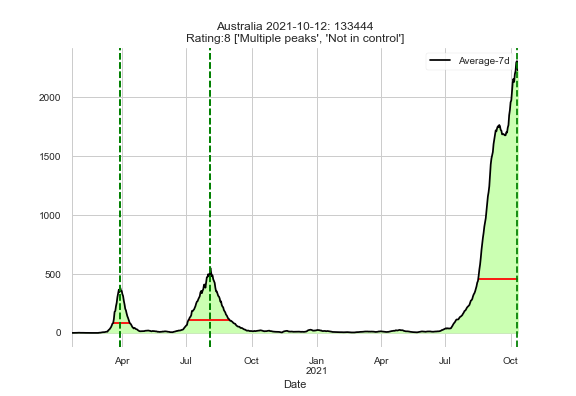 Australia 2021-10-12: 133444
Rating:8 ['Multiple peaks', 'Not in control']
Average-7d
2000
1500
1000
500
0
Apr
Jul
Oct
Jan
2021
Apr
Jul
Oct
Date